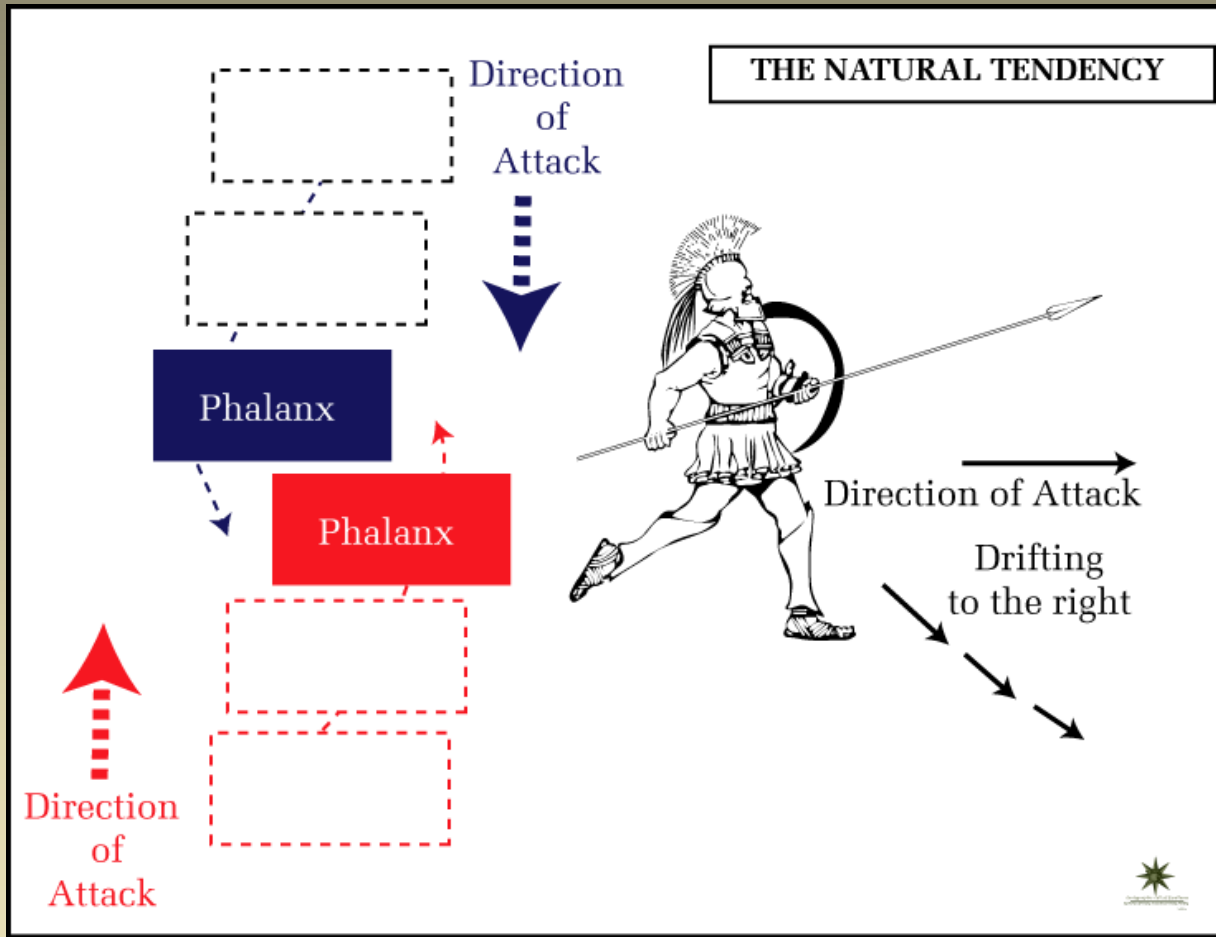 THE NATURAL TENDENCY
Direction
of
Attack
Phalanx
Phalanx
Direction of Attack
Drifting
to the right
Direction
of
Attack